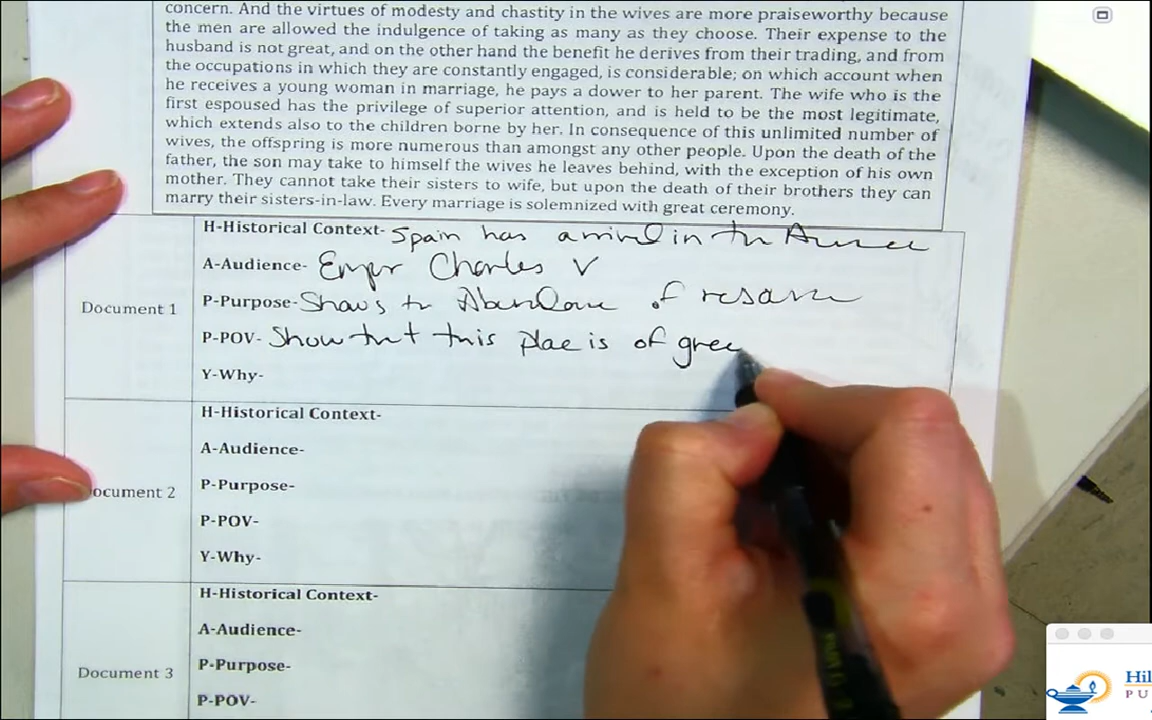 concern. And the virtues of modesty and chastity in the wives are more praiseworthy because
the men are allowed the indulgence of taking as many as they choose. Their expense to the
husband is not great, and on the other hand the benefit he derives from their trading, and from
the occupations in which they are constantly engaged, is considerable; on which account when
he receives a young woman in marriage, he pays a dower to her parent. The wife who is the
first espoused has the privilege of superior attention, and is held to be the most legitimate,
which extends also to the children borne by her. In consequence of this unlimited number of
wives, the offspring is more numerous than amongst any other people. Upon the death of the
father, the son may take to himself the wives he leaves behind, with the exception of his own
mother. They cannot take their sisters to wife, but upon the death of their brothers they can
marry their sisters-in-law. Every marriage is solemnized with great ceremony.
Document 1
H-Historical Context- Spain has arrived in
A-Audience- Charles V
P-Purpose- Shows of
P-POV- Show that this place is of
Y-Why-
Document 2
H-Historical Context-
A-Audience-
P-Purpose-
P-POV-
Y-Why-
Document 3
H-Historical Context-
A-Audience-
P-Purpose-
P-POV-
Hil
PU